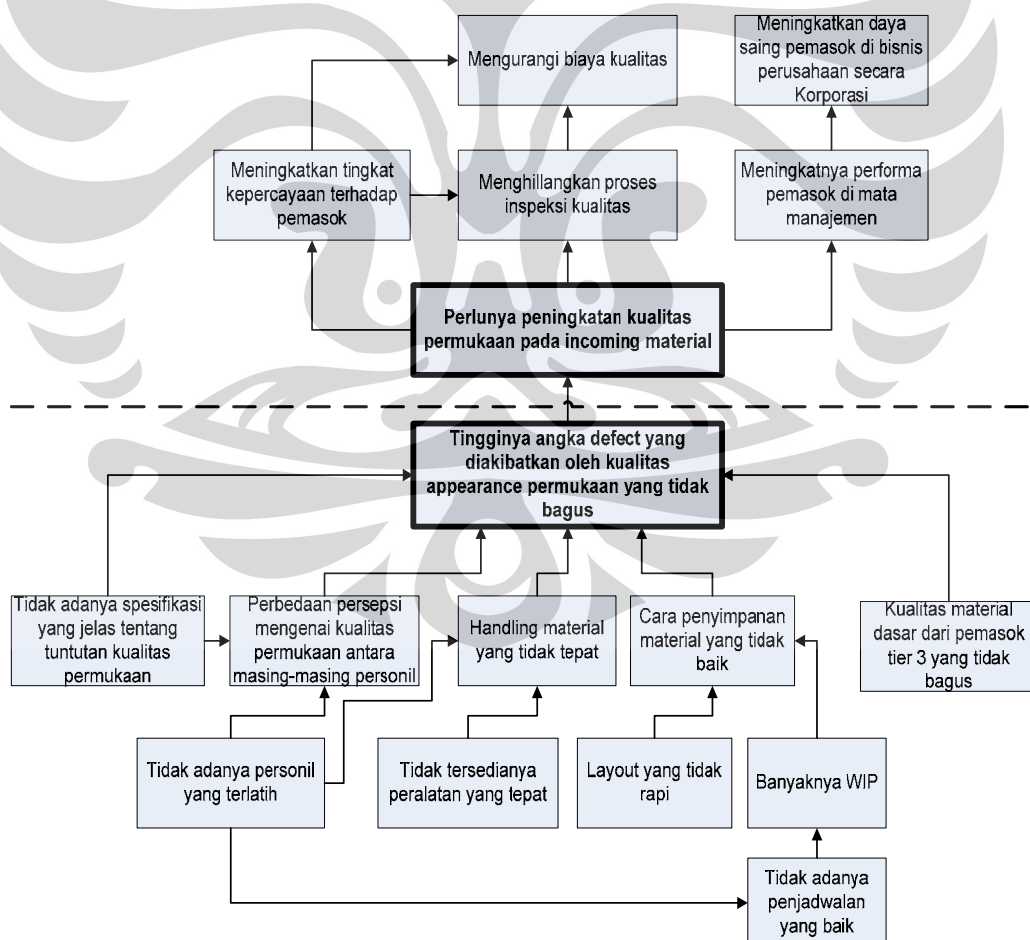 Mengurangi biaya kualitas
Meningkatkan daya
saing pemasok di bisnis
perusahaan secara
Korporasi
Meningkatkan tingkat
kepercayaan terhadap
pemasok
Menghillangkan proses
inspeksi kualitas
Meningkatnya performa
pemasok di mata
manajemen
Perlunya peningkatan kualitas
permukaan pada incoming material
Tingginya angka defect yang
diakibatkan oleh kualitas
appearance permukaan yang tidak
bagus
Tidak adanya spesifikasi
yang jelas tentang
tuntutan kualitas
permukaan
Perbedaan persepsi
mengenai kualitas
permukaan antara
masing-masing personil
Handling material
yang tidak tepat
Cara penyimpanan
material yang tidak
baik
Kualitas material
dasar dari pemasok
tier 3 yang tidak
bagus
Tidak adanya personil
yang terlatih
Tidak tersedianya
peralatan yang tepat
Layout yang tidak
rapi
Banyaknya WIP
Tidak adanya
penjadwalan
yang baik